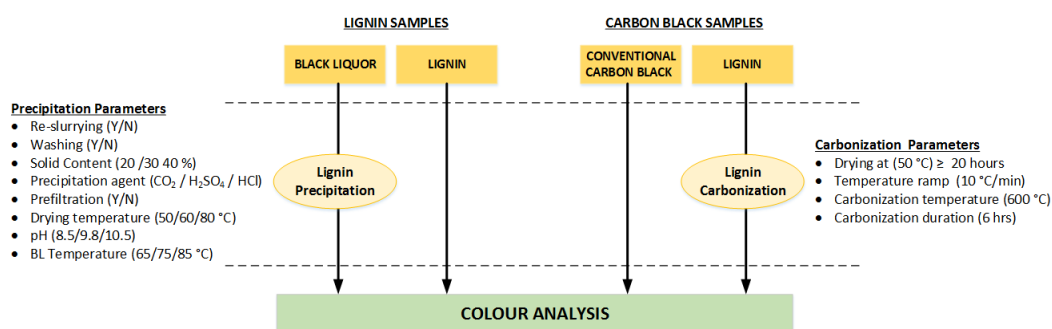 LIGNIN SAMPLES
CARBON BLACK SAMPLES
BLACK LIQUOR
LIGNIN
CONVENTIONAL
CARBON BLACK
LIGNIN
Precipitation Parameters
• Re-slurrying (Y/N)
• Washing (Y/N)
• Solid Content (20 /30 40 %)
• Precipitation agent (CO₂ / H₂SO₄ / HCl)
• Prefiltration (Y/N)
• Drying temperature (50/60/80 °C)
• pH (8.5/9.8/10.5)
• BL Temperature (65/75/85 °C)
Lignin
Precipitation
Lignin
Carbonization
Carbonization Parameters
• Drying at (50 °C) ≥ 20 hours
• Temperature ramp (10 °C/min)
• Carbonization temperature (600 °C)
• Carbonization duration (6 hrs)
COLOUR ANALYSIS